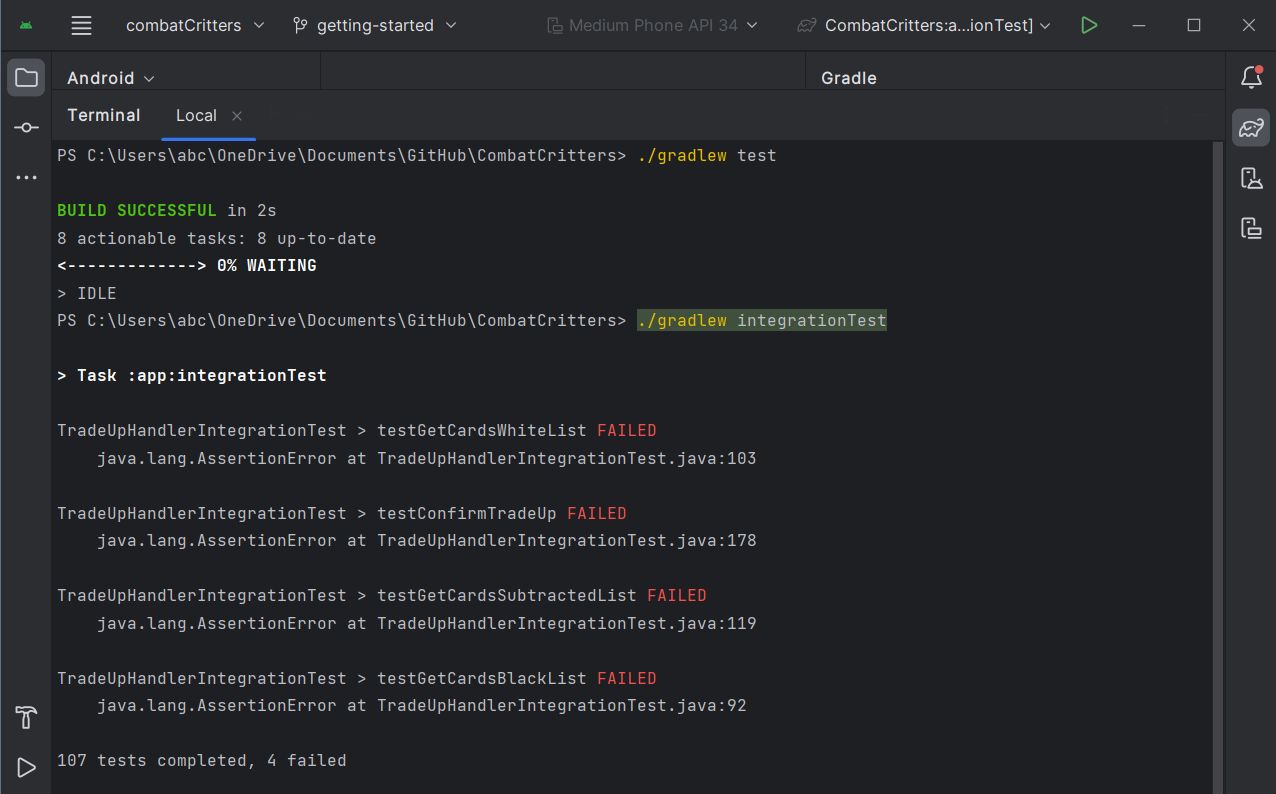 combatCritters getting-started Medium Phone API 34 CombatCritters:a...ionTest]
Android Gradle
Terminal Local
PS C:\Users\abc\OneDrive\Documents\GitHub\CombatCritters> ./gradlew test
BUILD SUCCESSFUL in 2s
8 actionable tasks: 8 up-to-date
<-------------> 0% WAITING
> IDLE
PS C:\Users\abc\OneDrive\Documents\GitHub\CombatCritters> ./gradlew integrationTest
> Task :app:integrationTest
TradeUpHandlerIntegrationTest > testGetCardsWhiteList FAILED
java.lang.AssertionError at TradeUpHandlerIntegrationTest.java:103
TradeUpHandlerIntegrationTest > testConfirmTradeUp FAILED
java.lang.AssertionError at TradeUpHandlerIntegrationTest.java:178
TradeUpHandlerIntegrationTest > testGetCardsSubtractedList FAILED
java.lang.AssertionError at TradeUpHandlerIntegrationTest.java:119
TradeUpHandlerIntegrationTest > testGetCardsBlackList FAILED
java.lang.AssertionError at TradeUpHandlerIntegrationTest.java:92
107 tests completed, 4 failed